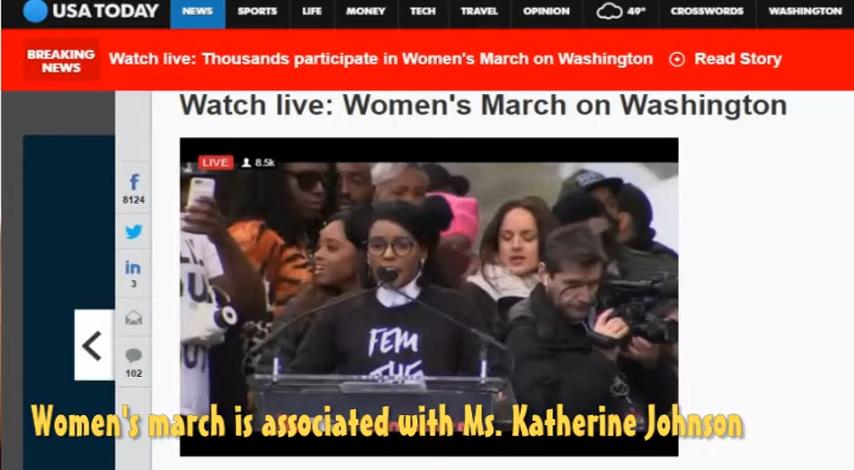 USA TODAY NEWS SPORTS LIFE MONEY TECH TRAVEL OPINION 49° CROSSWORDS WASHINGTON
BREAKING NEWS
Watch live: Thousands participate in Women's March on Washington Read Story
Watch live: Women's March on Washington
LIVE 8.5k
f
8124
in
3
102
FEM
THE
Women's march is associated with Ms. Katherine Johnson